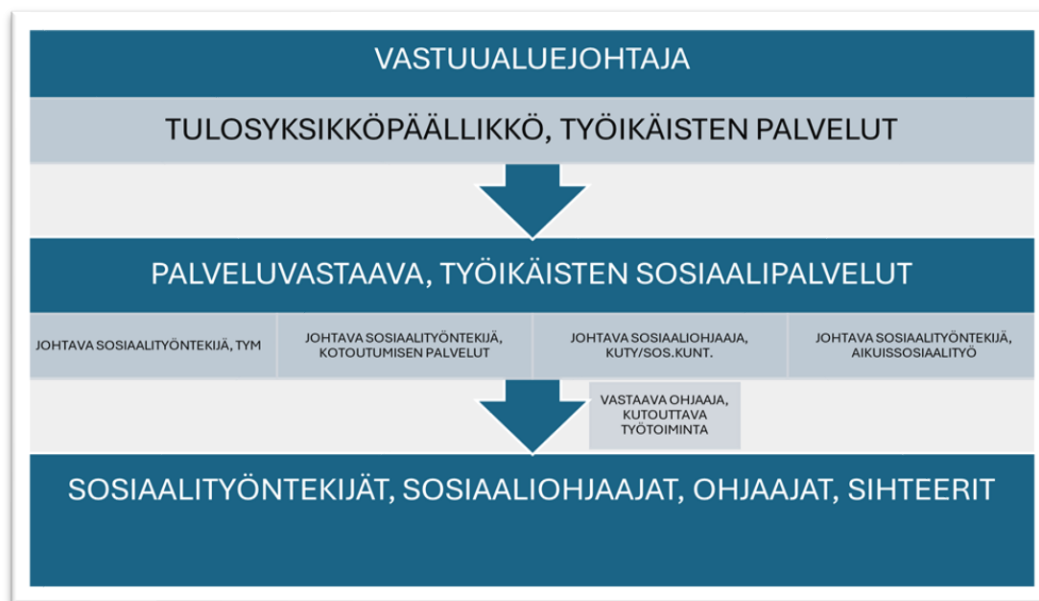 VASTUUALUEJOHTAJA
TULOSYKSIKKÖPÄÄLLIKKÖ, TYÖIKÄISTEN PALVELUT
PALVELUVASTAAVA, TYÖIKÄISTEN SOSIAALIPALVELUT
JOHTAVA SOSIAALITYÖNTEKIJÄ, TYM
JOHTAVA SOSIAALITYÖNTEKIJÄ,
KOTOUTUMISEN PALVELUT
JOHTAVA SOSIAALIOHJAAJA,
KUTY/SOS.KUNT.
JOHTAVA SOSIAALITYÖNTEKIJÄ,
AIKUISSOSIAALITYÖ
VASTAAVA OHJAAJA,
KUTOUTTAVA
TYÖTOIMINTA
SOSIAALITYÖNTEKIJÄT, SOSIAALIOHJAAJAT, OHJAAJAT, SIHTEERIT